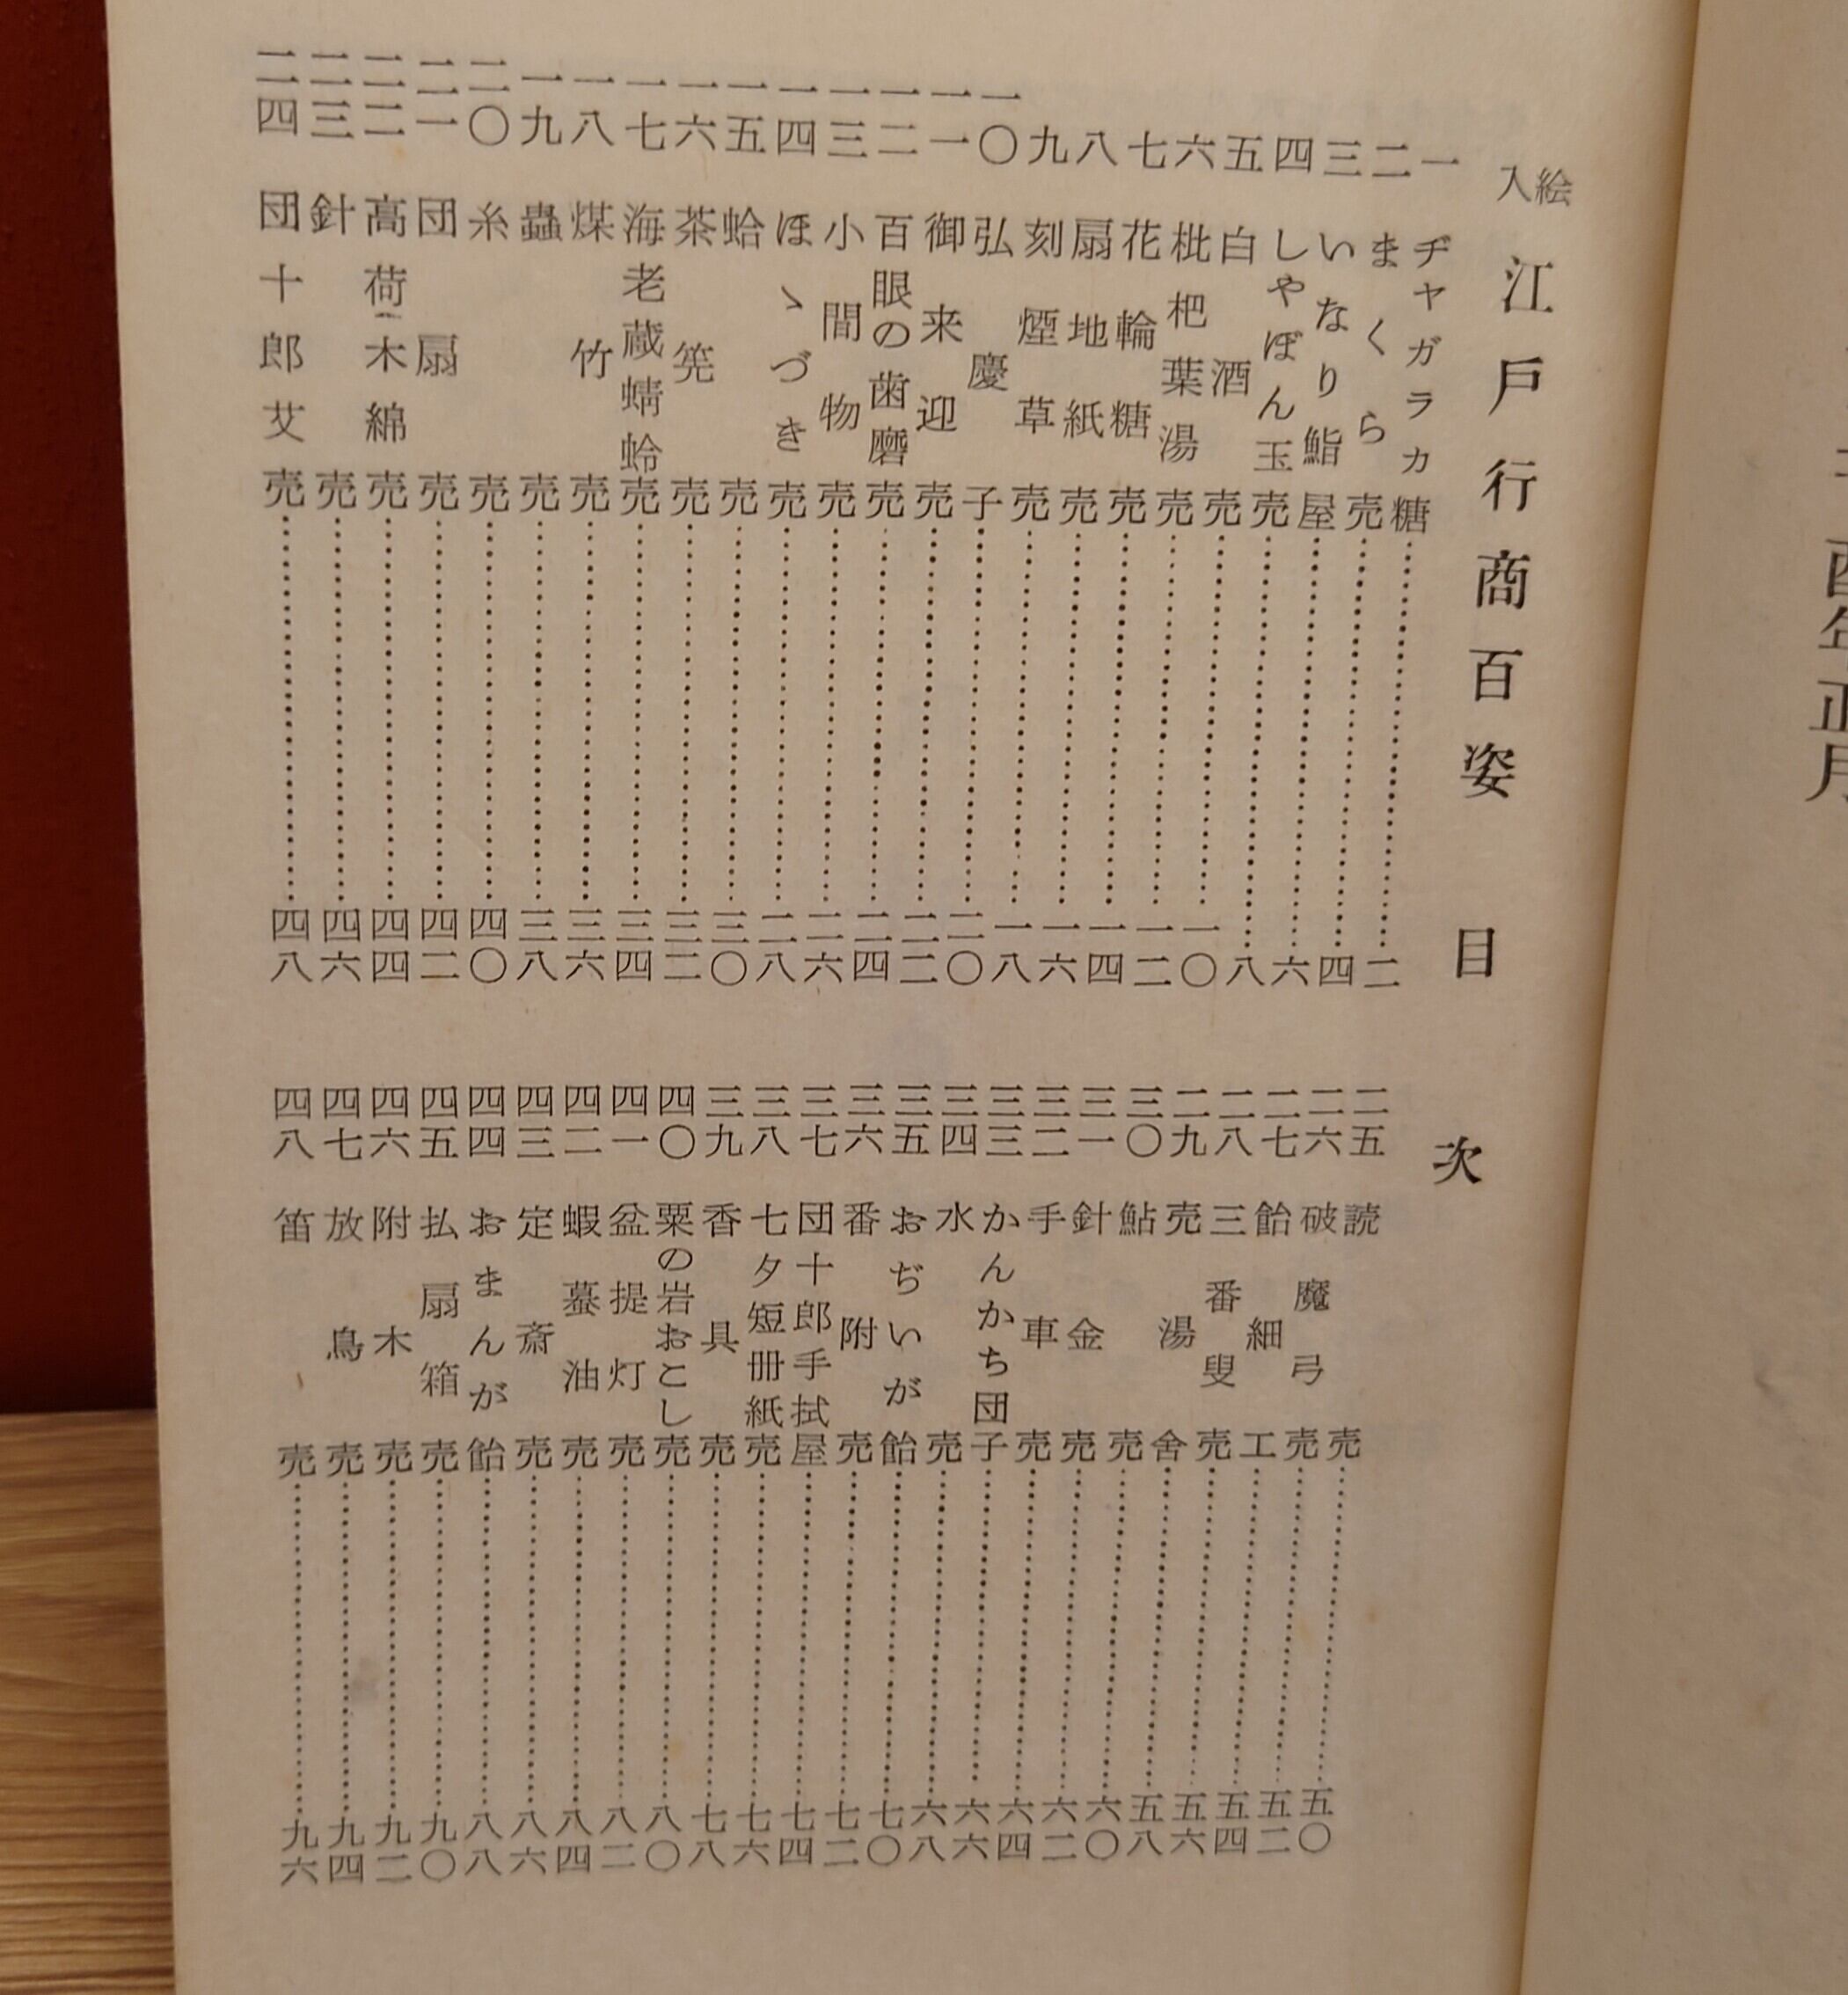 酉年正月
絵入 江戸行商百姿 目次
一 ヂヤガラカ糖……二
二 まくら売……四
三 いなり鮨屋……六
四 しやぼん玉売……八
五 白酒売……一〇
六 枇杷葉湯売……一二
七 花輪糖売……一四
八 扇地紙売……一六
九 刻煙草売……一八
一〇 弘慶子……二〇
一一 御来迎売……二二
一二 百眼の歯磨売……二四
一三 小間物売……二六
一四 ほゝづき売……二八
一五 蛤売……三〇
一六 茶筅売……三二
一七 海老蔵蜻蛉売……三四
一八 煤竹売……三六
一九 蟲売……三八
二〇 糸売……四〇
二一 団扇売……四二
二二 高荷木綿売……四四
二三 針売……四六
二四 団十郎艾売……四八
二五 読売……五〇
二六 破魔弓売……五二
二七 飴細工……五四
二八 三番叟売……五六
二九 売湯舎……五八
三〇 鮎売……六〇
三一 針金売……六二
三二 手車売……六四
三三 かんかち団子……六六
三四 水売……六八
三五 おぢいが飴……七〇
三六 番附売……七二
三七 団十郎手拭屋……七四
三八 七夕短冊紙売……七六
三九 香具売……七八
四〇 粟の岩おこし売……八〇
四一 盆提灯売……八二
四二 蝦蟇油売……八四
四三 定斎売……八六
四四 おまんが飴……八八
四五 払扇箱売……九〇
四六 附木売……九二
四七 放鳥売……九四
四八 笛売……九六